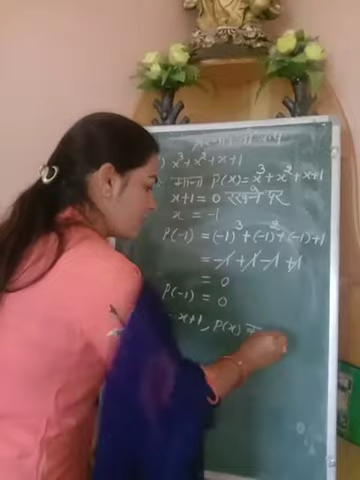 ) x³+x²+x+1
माना P(x)=x³+x²+x+1
x+1=0 रखने पर
x = -1
P(-1) = (-1)³+(-1)²+(-1)+1
= -1+1-1+1
= 0
P(-1) = 0
x+1, P(x)